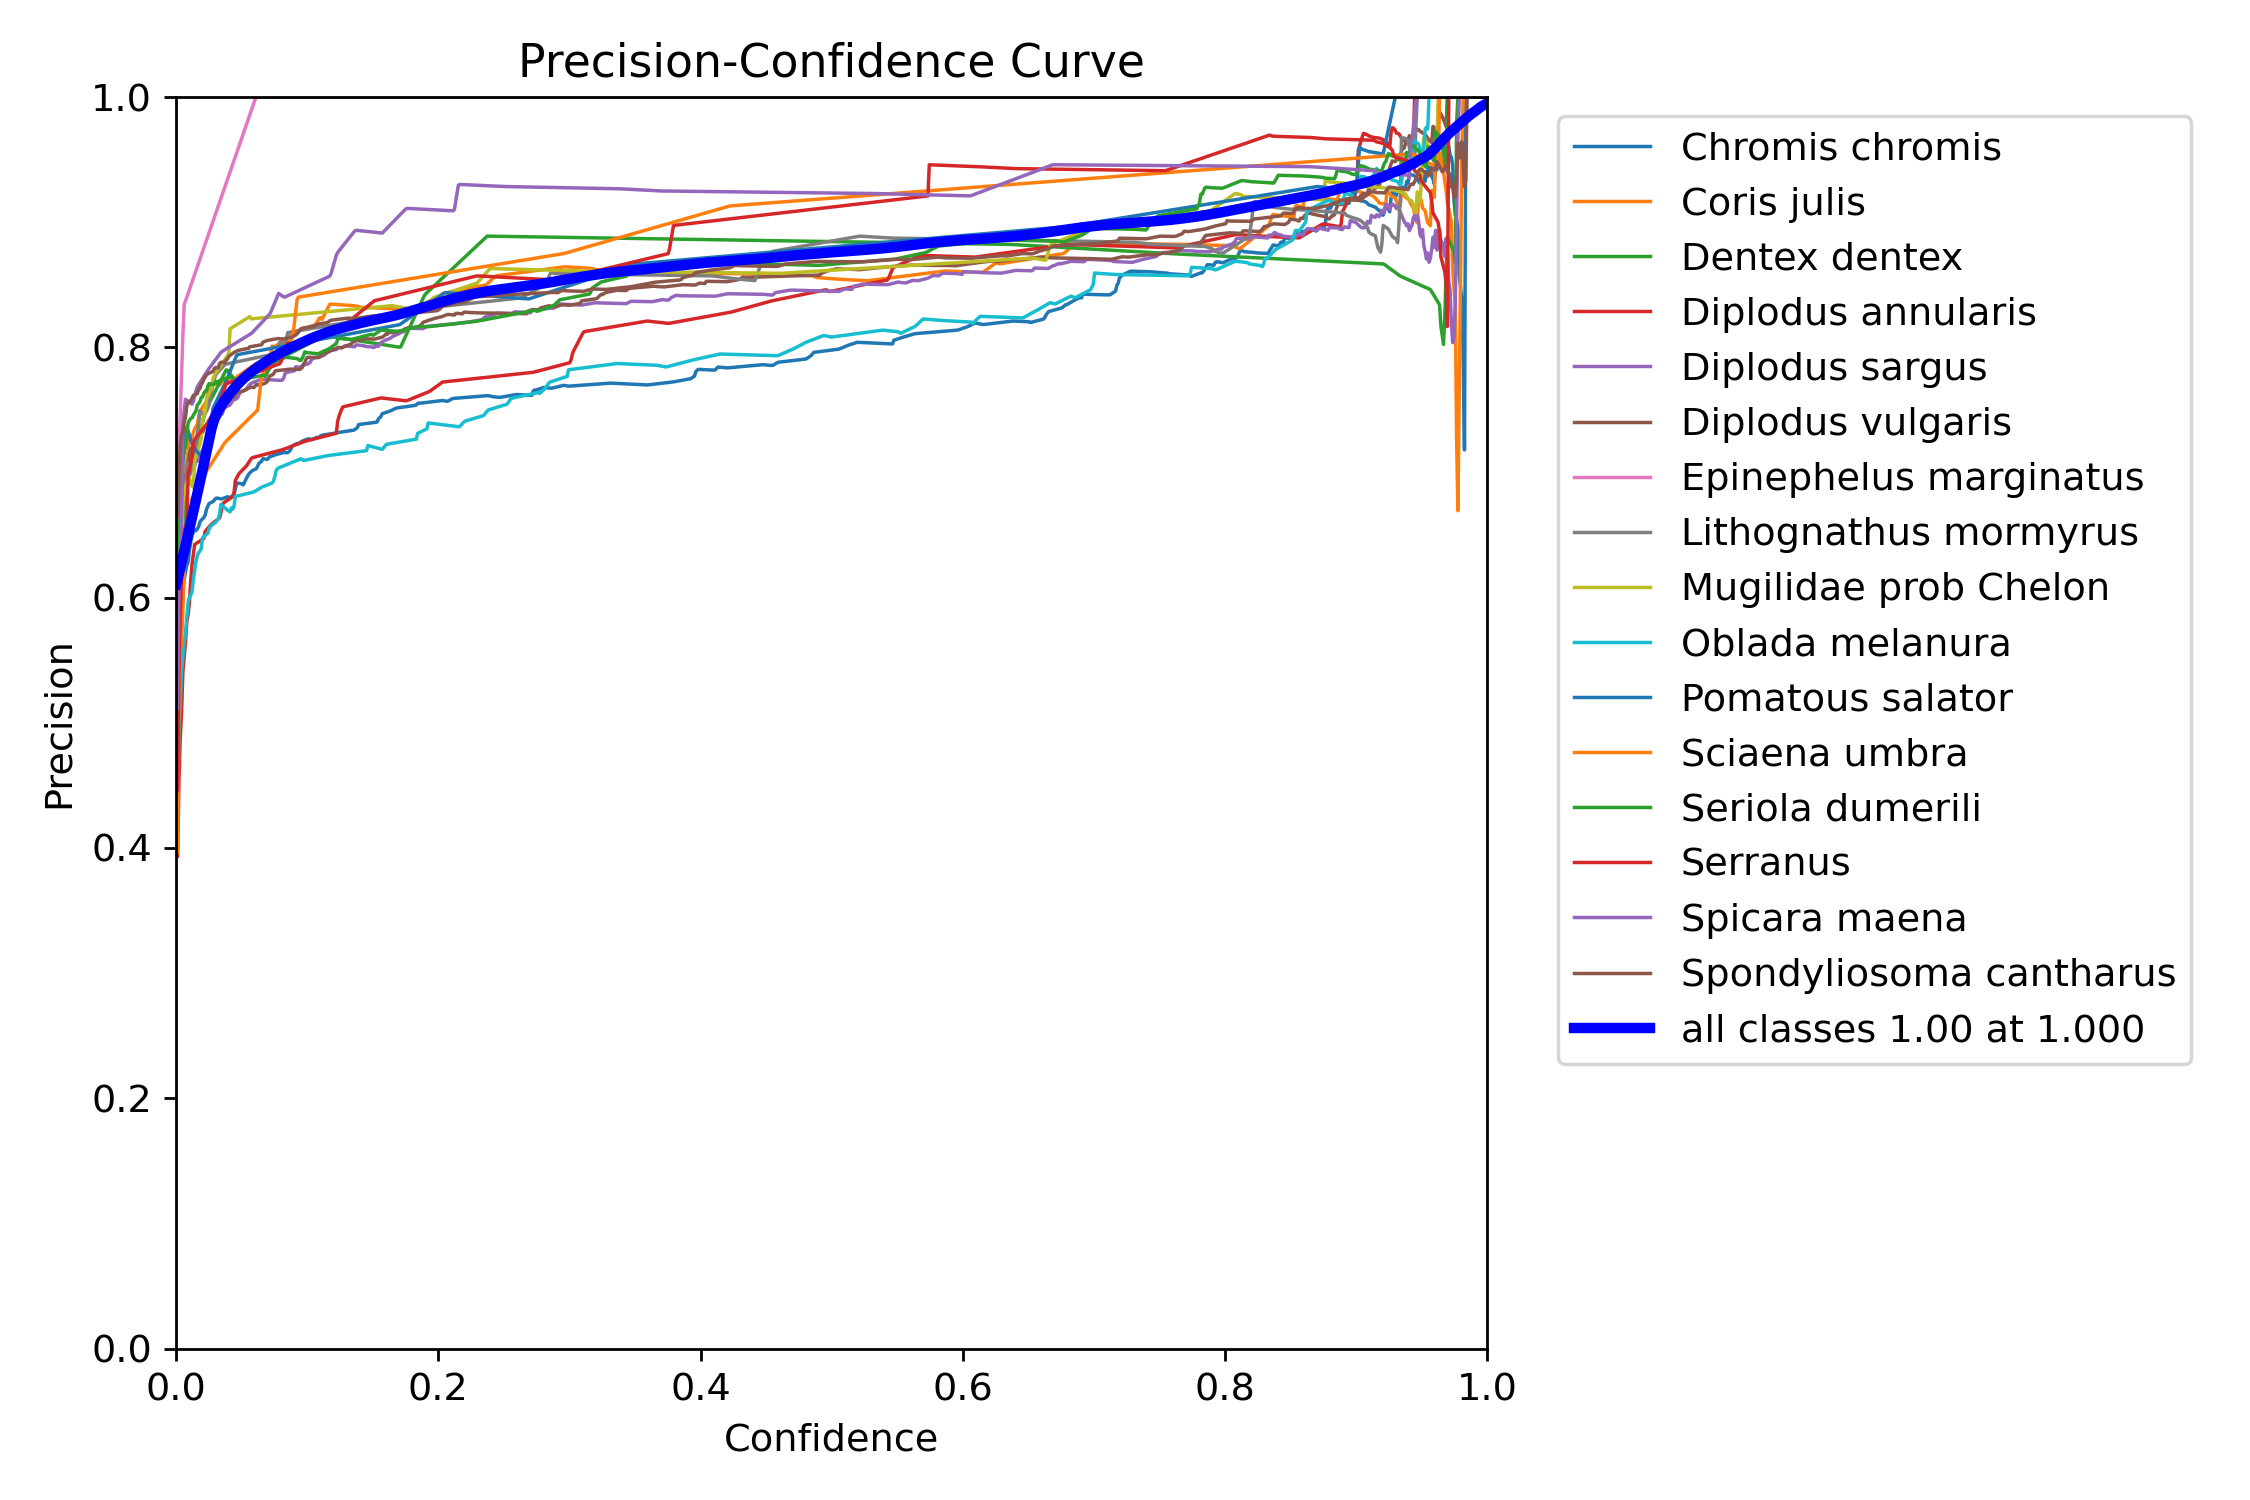 Precision-Confidence Curve
1.0
0.8
0.6
0.4
0.2
0.0
Precision
0.0 0.2 0.4 0.6 0.8 1.0
Confidence
Chromis chromis
Coris julis
Dentex dentex
Diplodus annularis
Diplodus sargus
Diplodus vulgaris
Epinephelus marginatus
Lithognathus mormyrus
Mugilidae prob Chelon
Oblada melanura
Pomatous salator
Sciaena umbra
Seriola dumerili
Serranus
Spicara maena
Spondyliosoma cantharus
all classes 1.00 at 1.000